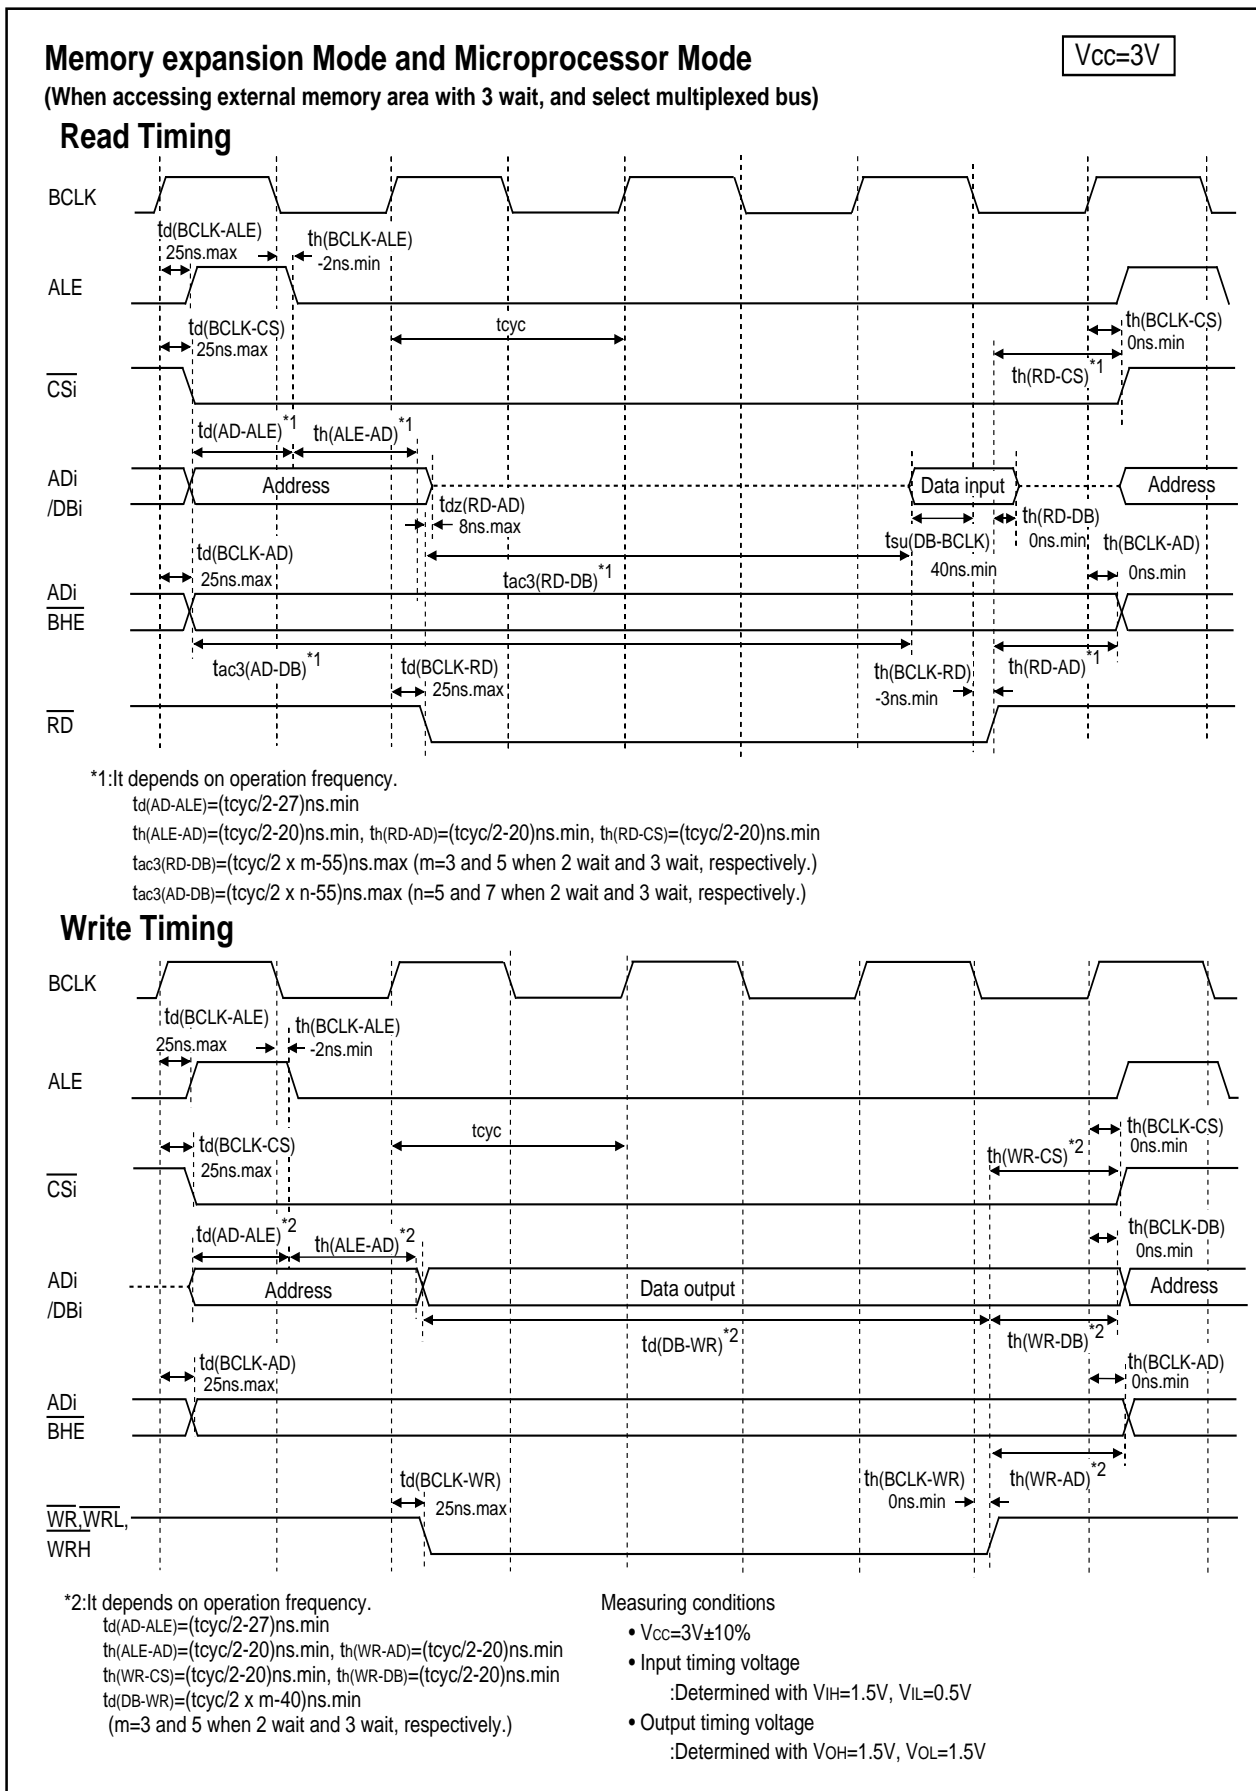 Memory expansion Mode and Microprocessor Mode
Vcc=3V
(When accessing external memory area with 3 wait, and select multiplexed bus)
Read Timing
BCLK
td(BCLK-ALE)
25ns.max
th(BCLK-ALE)
-2ns.min
ALE
td(BCLK-CS)
25ns.max
tcyc
th(BCLK-CS)
0ns.min
th(RD-CS)*1
CSi
td(AD-ALE)*1
th(ALE-AD)*1
ADi
/DBi
Address
Data input
Address
tdz(RD-AD)
8ns.max
th(RD-DB)
0ns.min
tsu(DB-BCLK)
40ns.min
td(BCLK-AD)
25ns.max
tac3(RD-DB)*1
th(BCLK-AD)
0ns.min
ADi
BHE
tac3(AD-DB)*1
td(BCLK-RD)
25ns.max
th(BCLK-RD)
-3ns.min
th(RD-AD)*1
RD
*1:It depends on operation frequency.
td(AD-ALE)=(tcyc/2-27)ns.min
th(ALE-AD)=(tcyc/2-20)ns.min, th(RD-AD)=(tcyc/2-20)ns.min, th(RD-CS)=(tcyc/2-20)ns.min
tac3(RD-DB)=(tcyc/2 x m-55)ns.max (m=3 and 5 when 2 wait and 3 wait, respectively.)
tac3(AD-DB)=(tcyc/2 x n-55)ns.max (n=5 and 7 when 2 wait and 3 wait, respectively.)
Write Timing
BCLK
td(BCLK-ALE)
25ns.max
th(BCLK-ALE)
-2ns.min
ALE
td(BCLK-CS)
25ns.max
tcyc
th(BCLK-CS)
0ns.min
th(WR-CS)*2
CSi
td(AD-ALE)*2
th(ALE-AD)*2
th(BCLK-DB)
0ns.min
ADi
/DBi
Address
Data output
Address
td(DB-WR)*2
th(WR-DB)*2
td(BCLK-AD)
25ns.max
th(BCLK-AD)
0ns.min
ADi
BHE
td(BCLK-WR)
25ns.max
th(BCLK-WR)
0ns.min
th(WR-AD)*2
WR,WRL,
WRH
*2:It depends on operation frequency.
td(AD-ALE)=(tcyc/2-27)ns.min
th(ALE-AD)=(tcyc/2-20)ns.min, th(WR-AD)=(tcyc/2-20)ns.min
th(WR-CS)=(tcyc/2-20)ns.min, th(WR-DB)=(tcyc/2-20)ns.min
td(DB-WR)=(tcyc/2 x m-40)ns.min
(m=3 and 5 when 2 wait and 3 wait, respectively.)
Measuring conditions
• VCC=3V±10%
• Input timing voltage
:Determined with VIH=1.5V, VIL=0.5V
• Output timing voltage
:Determined with VOH=1.5V, VOL=1.5V